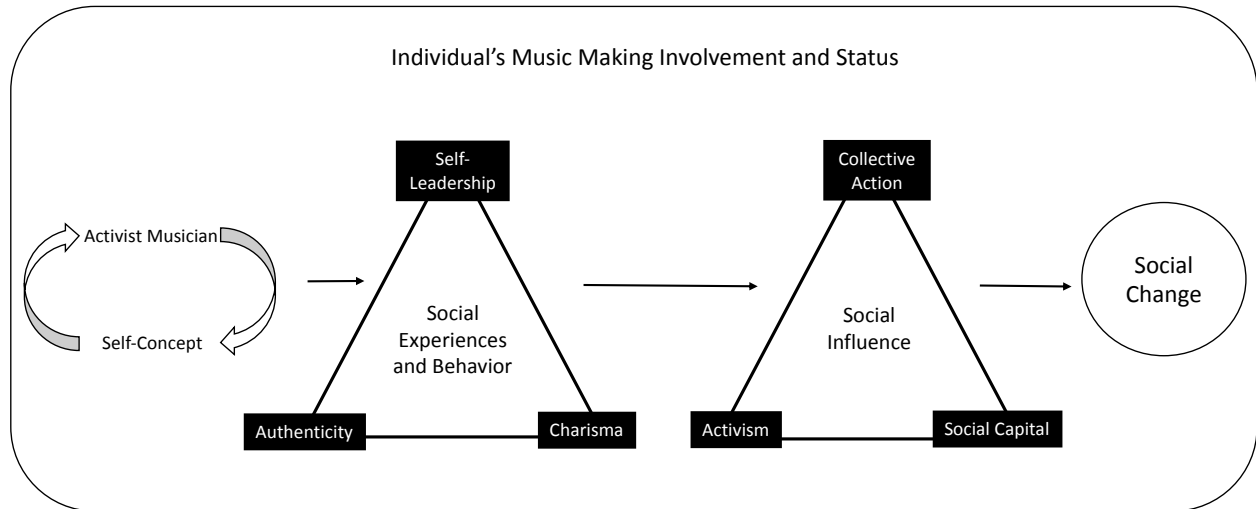 Individual's Music Making Involvement and Status
Self-
Leadership
Collective
Action
Activist Musician
Self-Concept
Social
Experiences
and Behavior
Social
Influence
Social
Change
Authenticity
Charisma
Activism
Social Capital